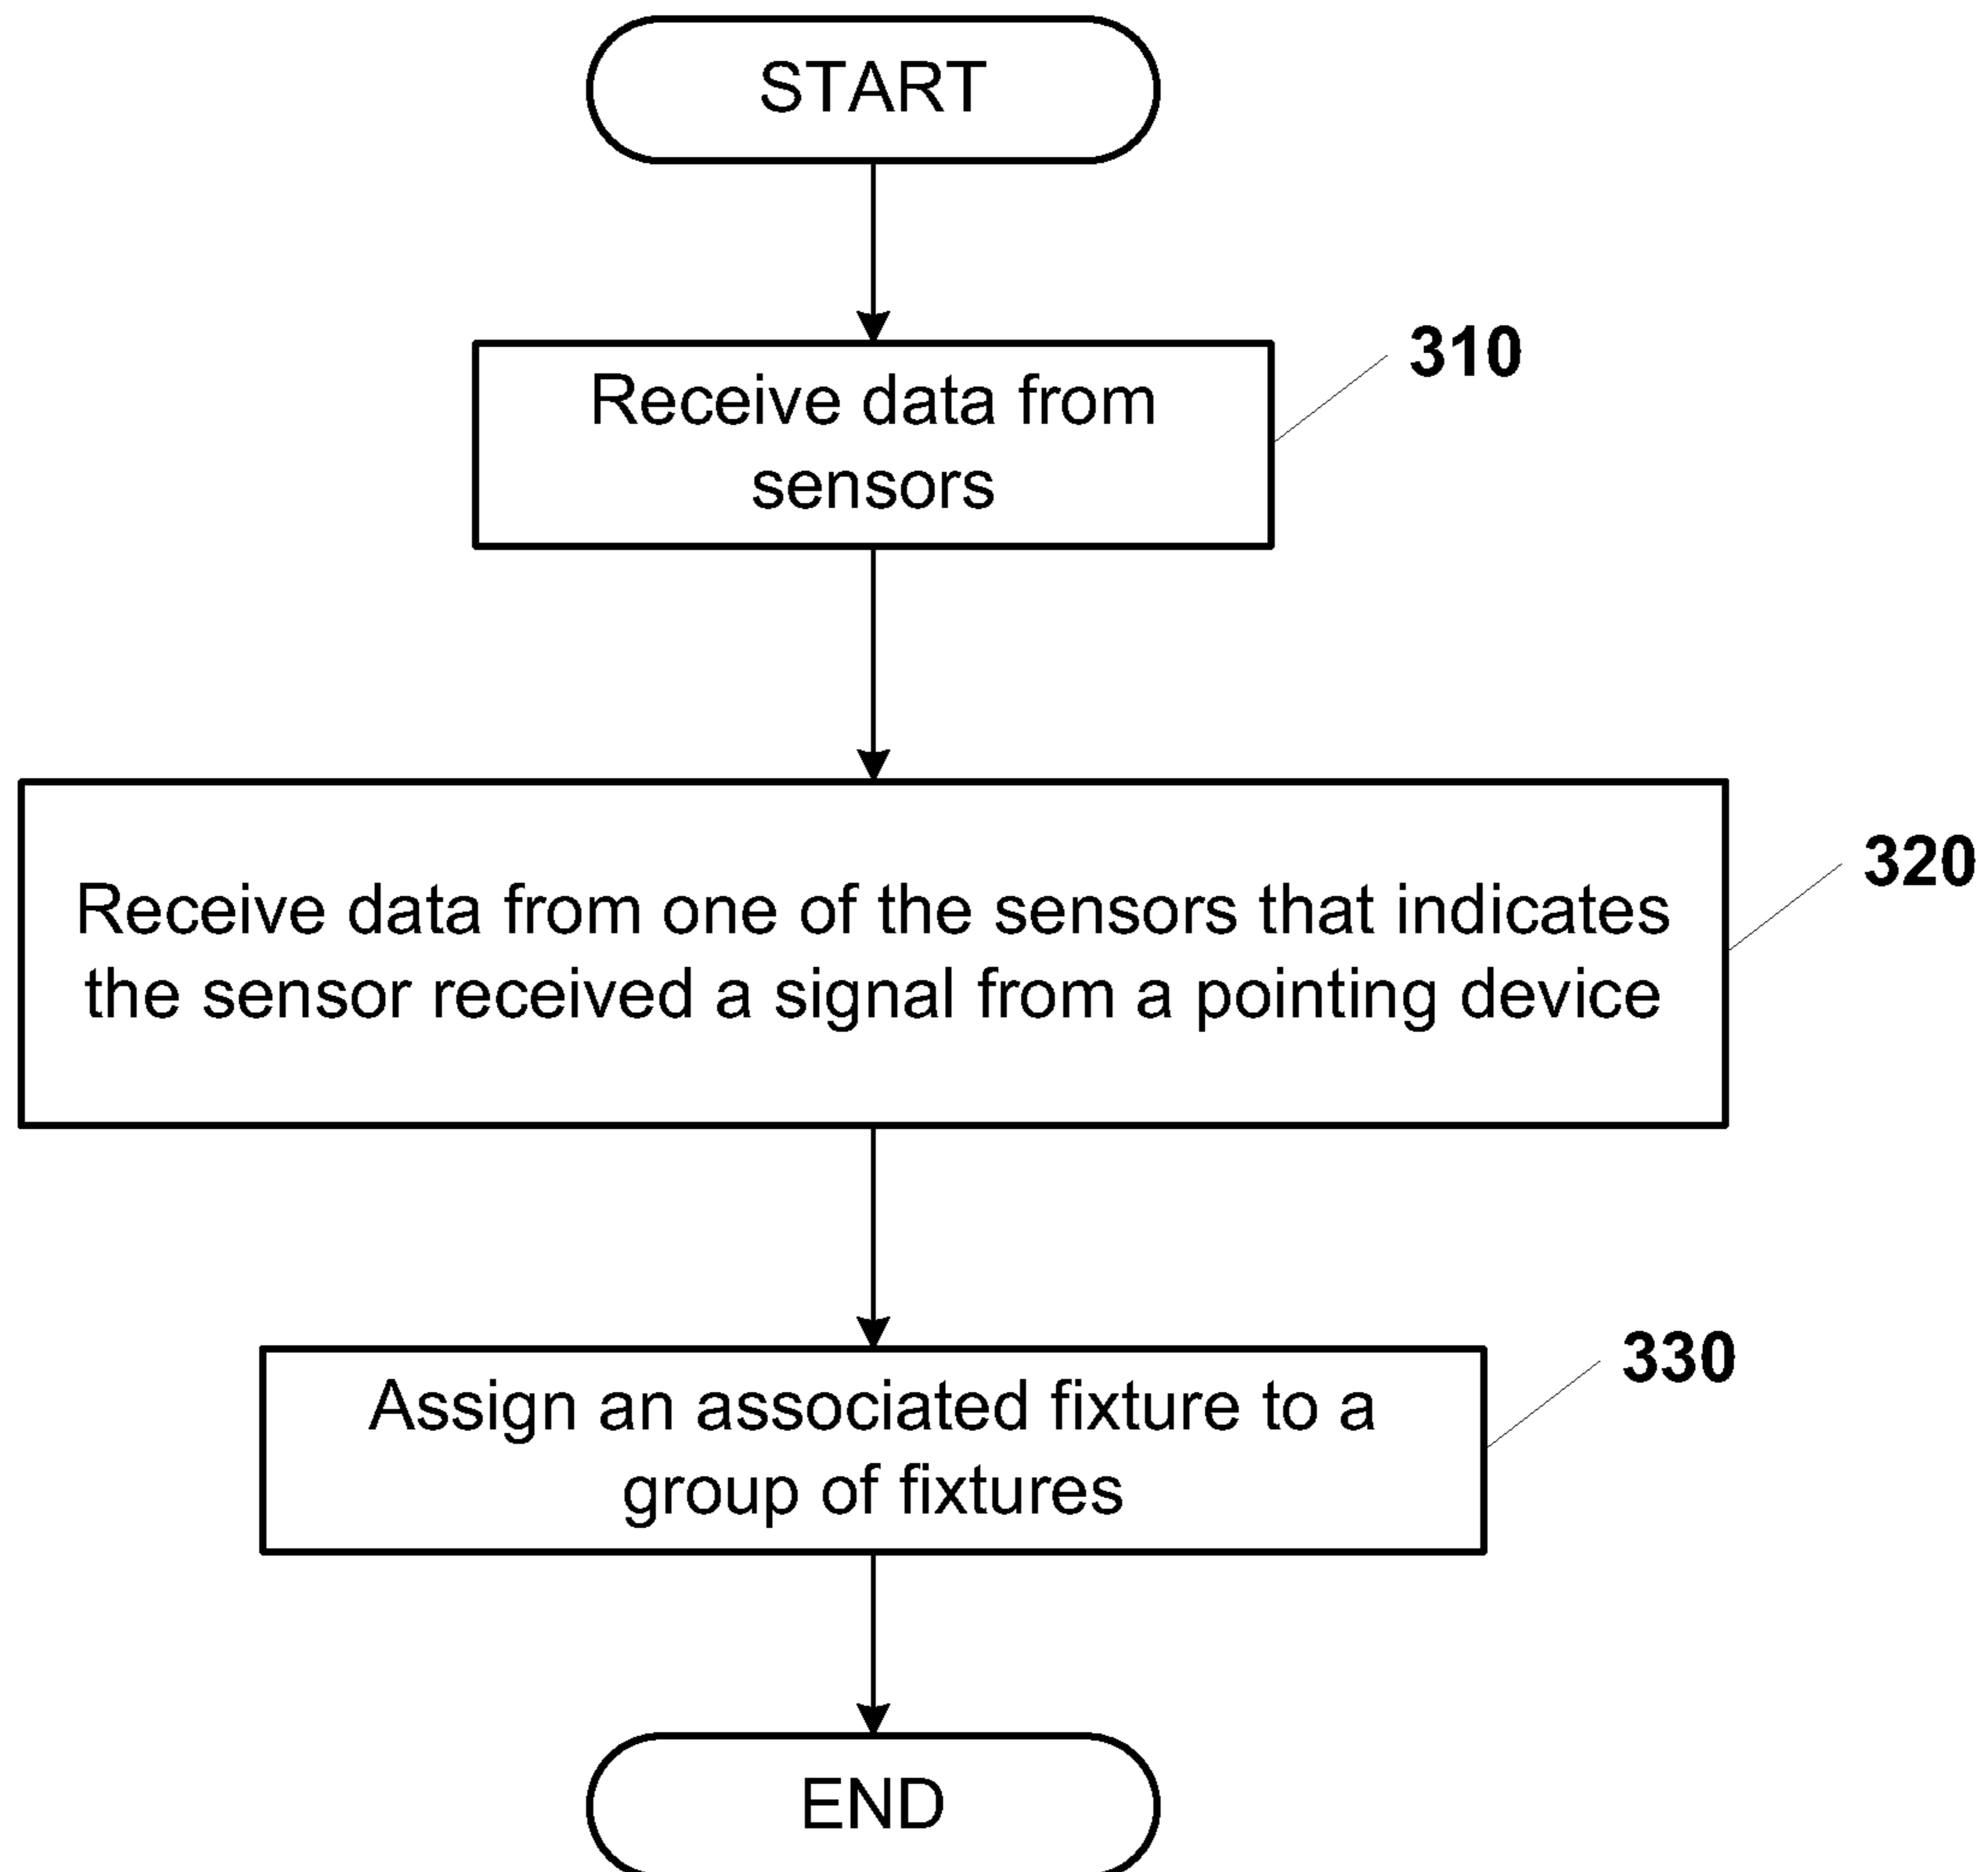 START
310
Receive data from
sensors
320
Receive data from one of the sensors that indicates
the sensor received a signal from a pointing device
330
Assign an associated fixture to a
group of fixtures
END